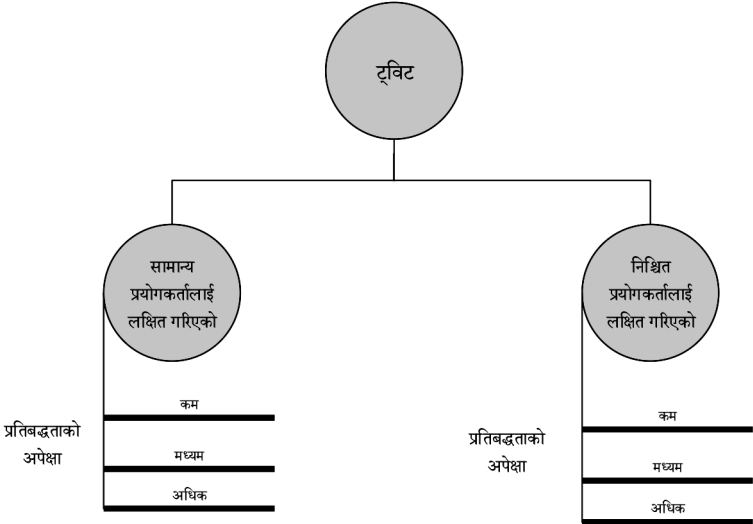 ट्विट
सामान्य
प्रयोगकर्तालाई
लक्षित गरिएको
निश्चित
प्रयोगकर्तालाई
लक्षित गरिएको
प्रतिबद्धताको
अपेक्षा
कम
मध्यम
अधिक
प्रतिबद्धताको
अपेक्षा
कम
मध्यम
अधिक